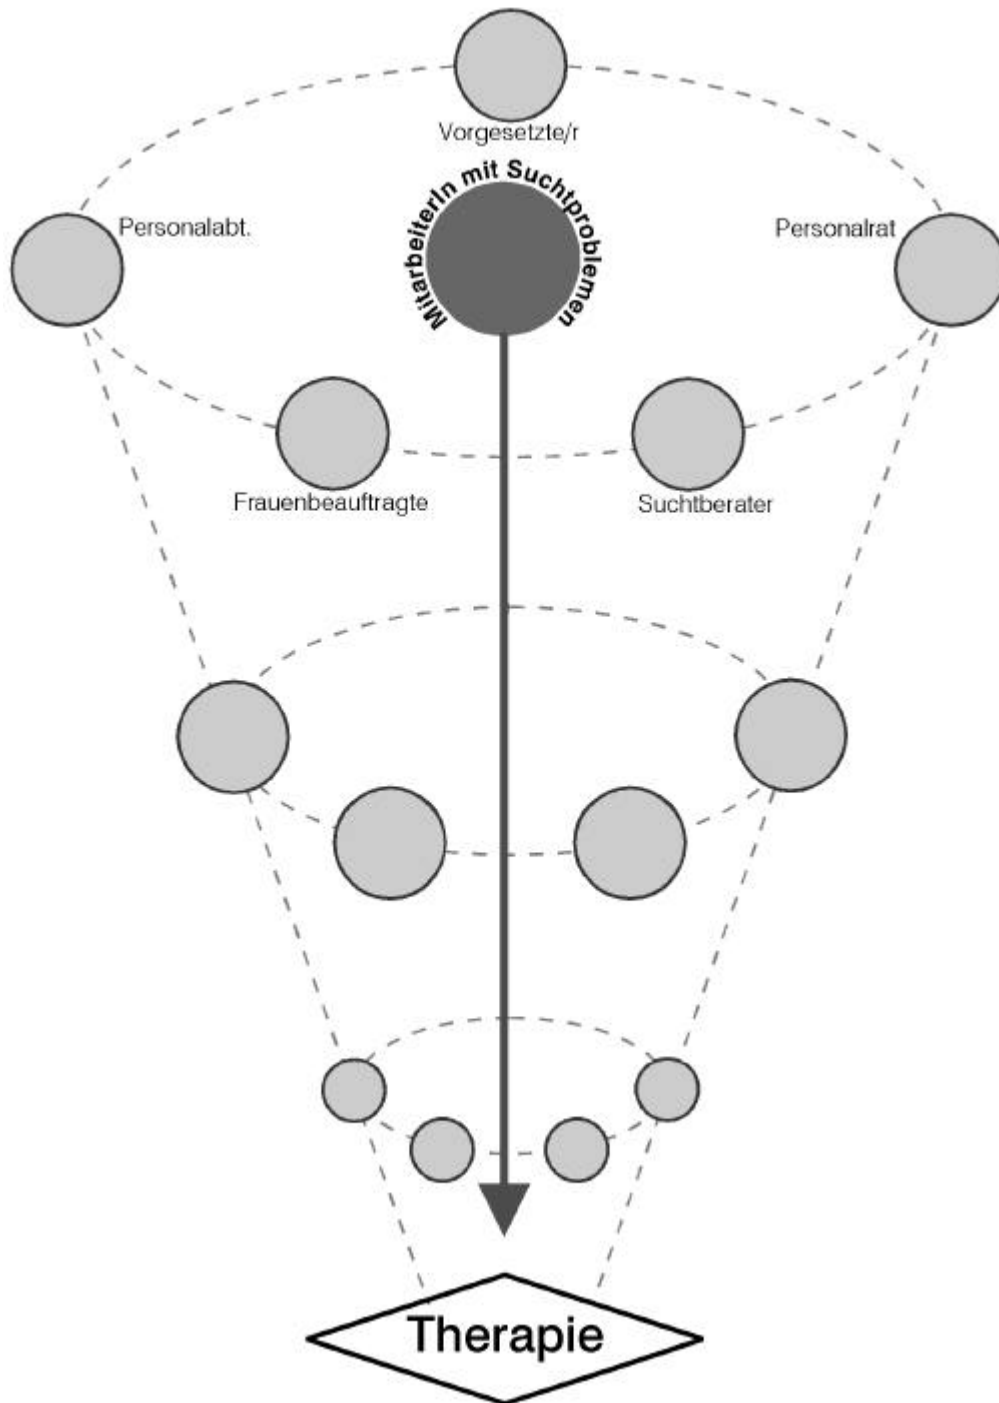 Vorgesetzte/r
MitarbeiterIn mit Suchtproblemen
Personalabt.
Personalrat
Frauenbeauftragte
Suchtberater
Therapie